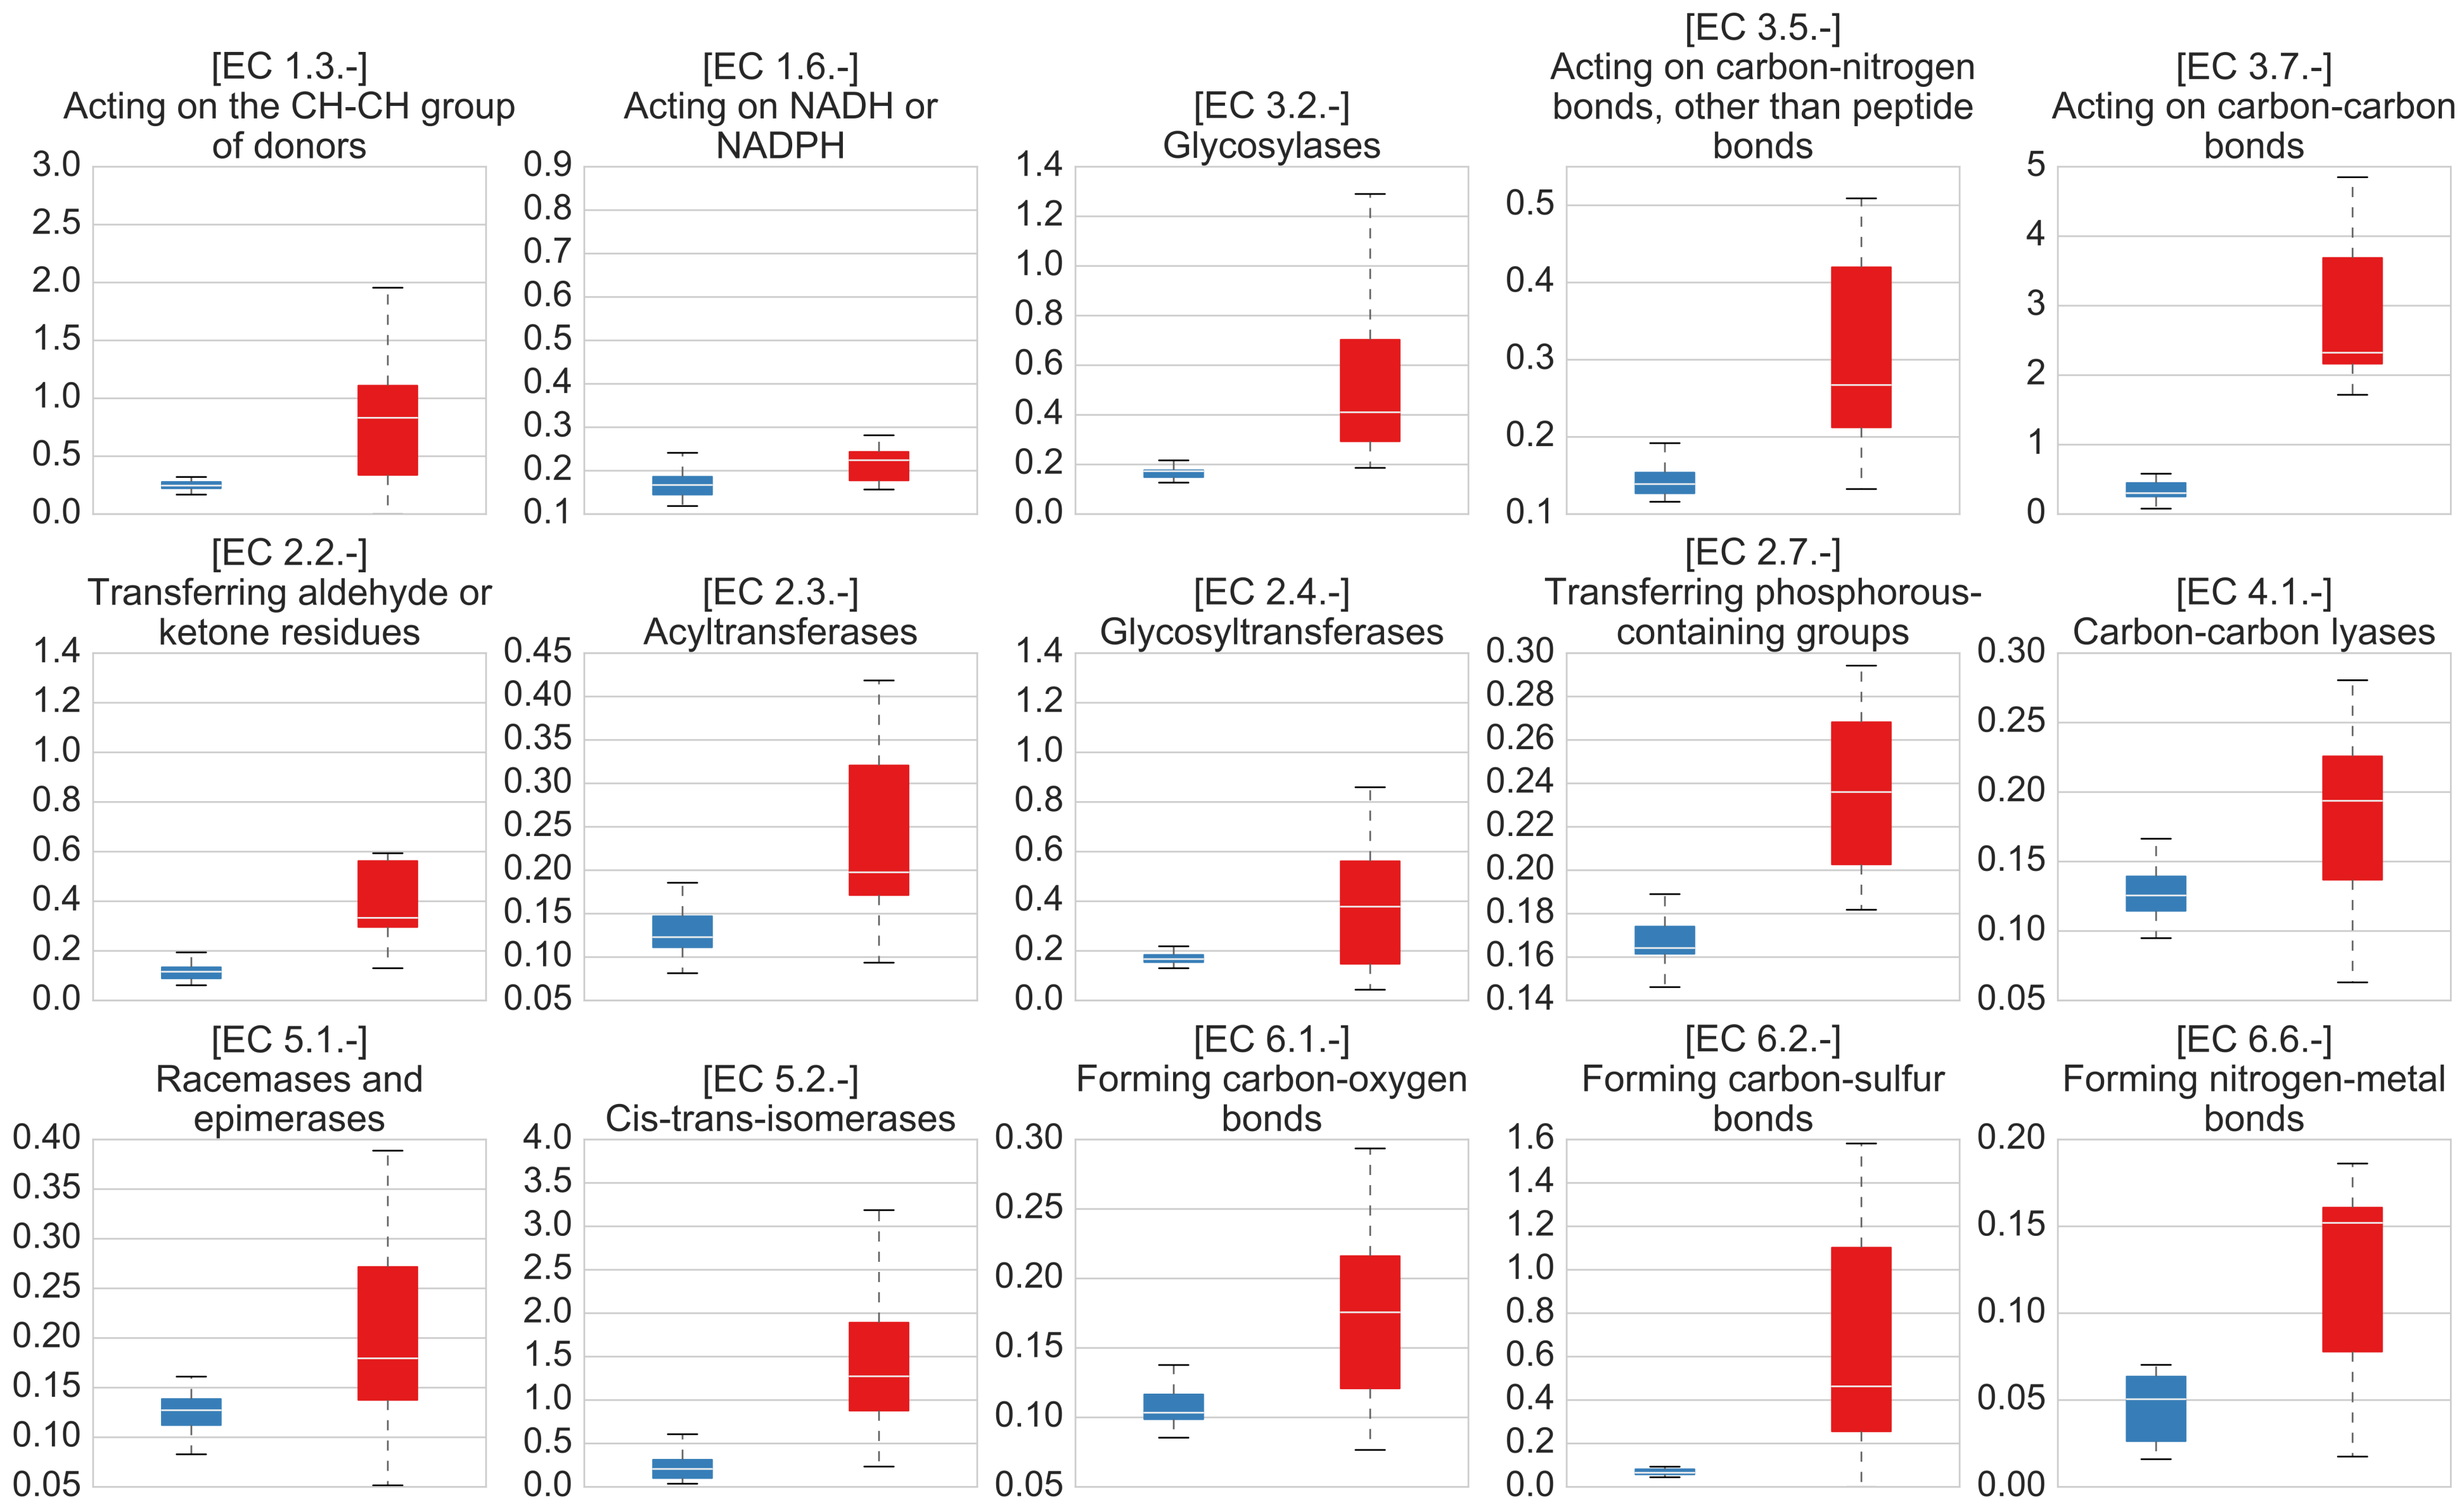 [EC 1.3.-]
Acting on the CH-CH group
of donors
3.0
2.5
2.0
1.5
1.0
0.5
0.0
[EC 1.6.-]
Acting on NADH or
NADPH
0.9
0.8
0.7
0.6
0.5
0.4
0.3
0.2
0.1
[EC 3.2.-]
Glycosylases
1.4
1.2
1.0
0.8
0.6
0.4
0.2
0.0
[EC 3.5.-]
Acting on carbon-nitrogen
bonds, other than peptide
bonds
0.5
0.4
0.3
0.2
0.1
[EC 3.7.-]
Acting on carbon-carbon
bonds
5
4
3
2
1
0
[EC 2.2.-]
Transferring aldehyde or
ketone residues
1.4
1.2
1.0
0.8
0.6
0.4
0.2
0.0
[EC 2.3.-]
Acyltransferases
0.45
0.40
0.35
0.30
0.25
0.20
0.15
0.10
0.05
[EC 2.4.-]
Glycosyltransferases
1.4
1.2
1.0
0.8
0.6
0.4
0.2
0.0
[EC 2.7.-]
Transferring phosphorous-
containing groups
0.30
0.28
0.26
0.24
0.22
0.20
0.18
0.16
0.14
[EC 4.1.-]
Carbon-carbon lyases
0.30
0.25
0.20
0.15
0.10
0.05
[EC 5.1.-]
Racemases and
epimerases
0.40
0.35
0.30
0.25
0.20
0.15
0.10
0.05
[EC 5.2.-]
Cis-trans-isomerases
4.0
3.5
3.0
2.5
2.0
1.5
1.0
0.5
0.0
[EC 6.1.-]
Forming carbon-oxygen
bonds
0.30
0.25
0.20
0.15
0.10
0.05
[EC 6.2.-]
Forming carbon-sulfur
bonds
1.6
1.4
1.2
1.0
0.8
0.6
0.4
0.2
0.0
[EC 6.6.-]
Forming nitrogen-metal
bonds
0.20
0.15
0.10
0.05
0.00